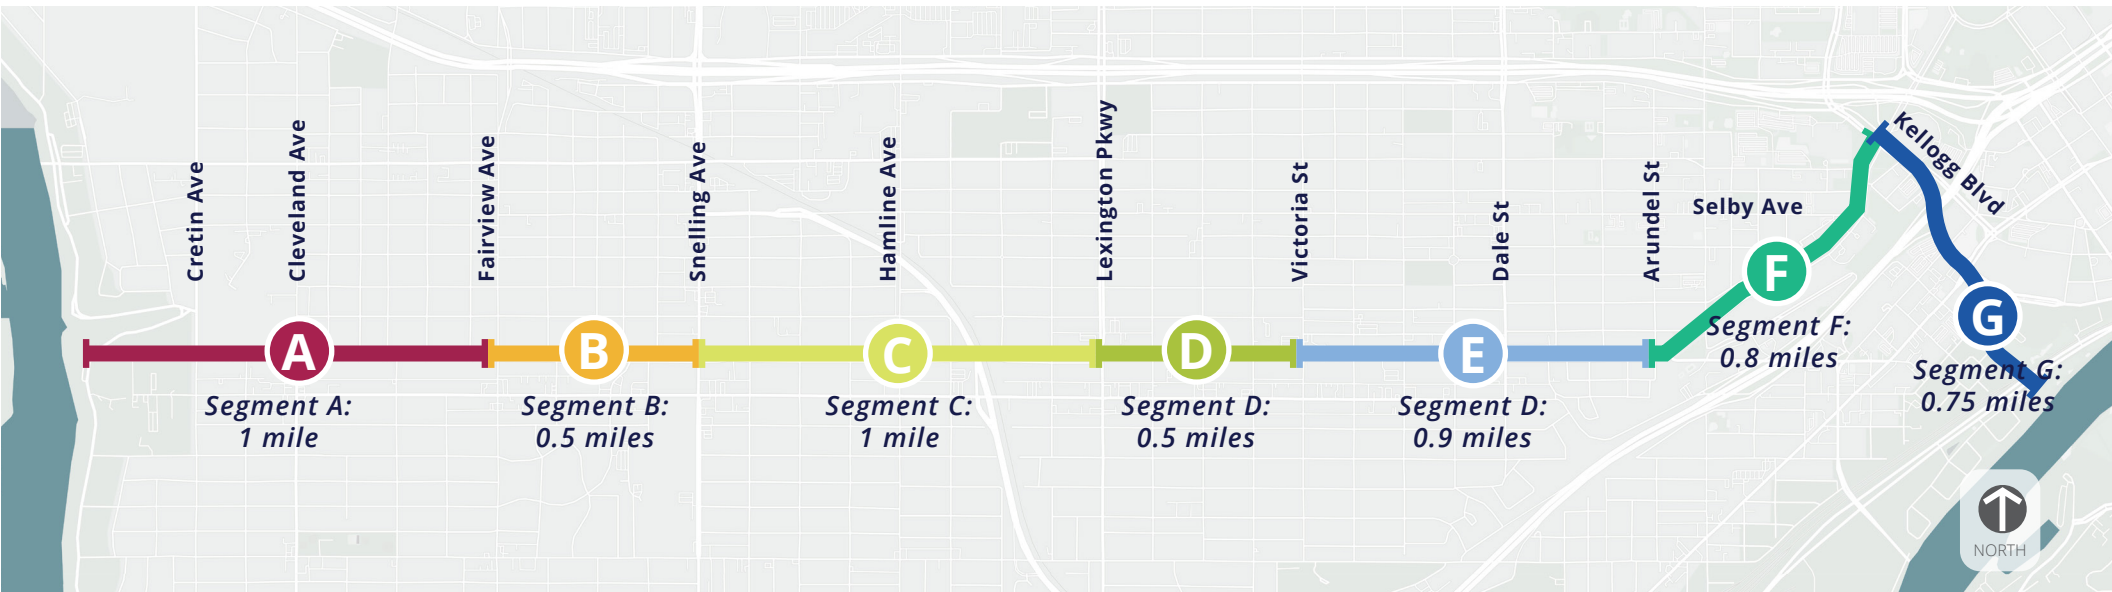 Cretin Ave
Cleveland Ave
Fairview Ave
Snelling Ave
Hamline Ave
Lexington Pkwy
Victoria St
Dale St
Arundel St
Selby Ave
Kellogg Blvd
A
Segment A:
1 mile
B
Segment B:
0.5 miles
C
Segment C:
1 mile
D
Segment D:
0.5 miles
E
Segment D:
0.9 miles
F
Segment F:
0.8 miles
G
Segment G:
0.75 miles
NORTH